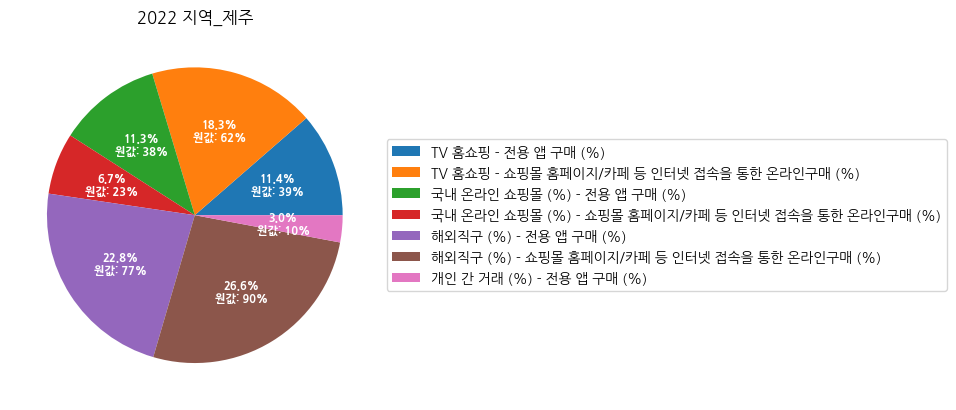 2022 지역_제주
18.3%
원값: 62%
11.3%
원값: 38%
11.4%
원값: 39%
6.7%
원값: 23%
3.0%
원값: 10%
22.8%
원값: 77%
26.6%
원값: 90%
TV 홈쇼핑 - 전용 앱 구매 (%)
TV 홈쇼핑 - 쇼핑몰 홈페이지/카페 등 인터넷 접속을 통한 온라인구매 (%)
국내 온라인 쇼핑몰 (%) - 전용 앱 구매 (%)
국내 온라인 쇼핑몰 (%) - 쇼핑몰 홈페이지/카페 등 인터넷 접속을 통한 온라인구매 (%)
해외직구 (%) - 전용 앱 구매 (%)
해외직구 (%) - 쇼핑몰 홈페이지/카페 등 인터넷 접속을 통한 온라인구매 (%)
개인 간 거래 (%) - 전용 앱 구매 (%)